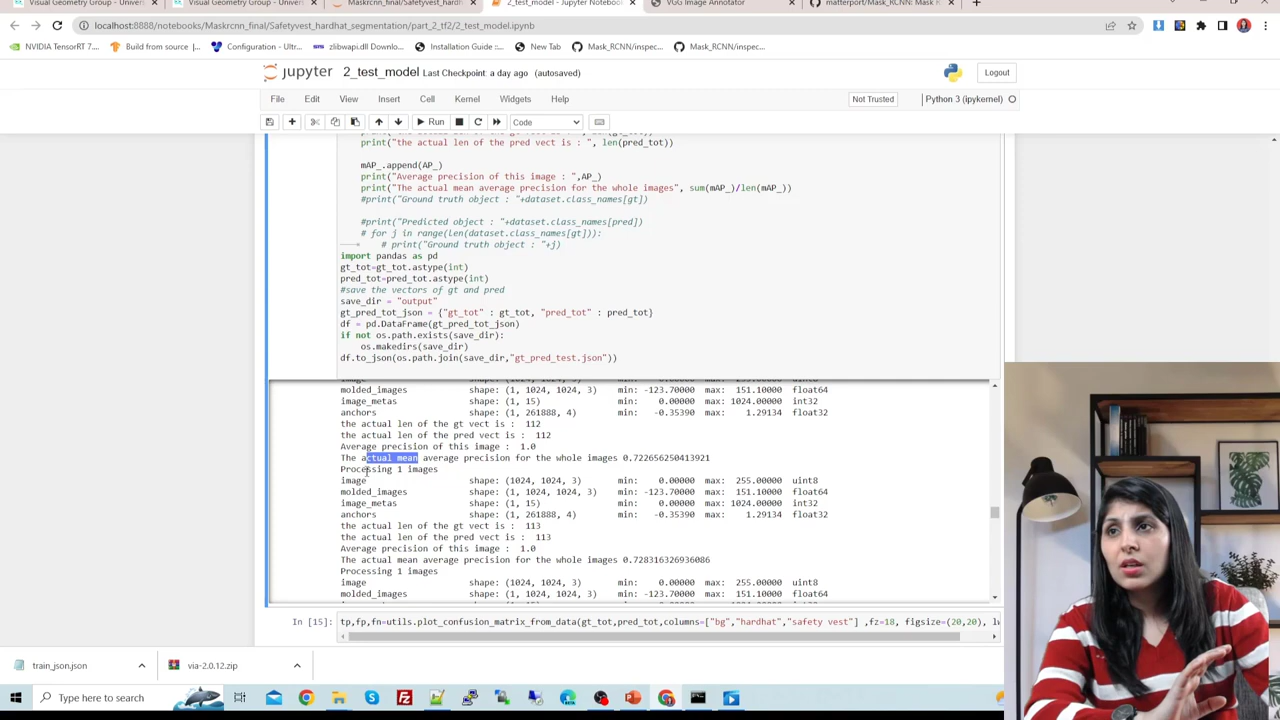 Visual Geometry Group - Univers
Visual Geometry Group - Univers
Maskrcnn_final/Safetyvest_hardh
2_test_model - Jupyter Notebook
VGG Image Annotator
matterport/Mask_RCNN: Mask R
localhost:8888/notebooks/Maskrcnn_final/Safetyvest_hardhat_segmentation/part_2_tf2/2_test_model.ipynb
NVIDIA TensorRT 7....
Build from source...
Configuration - Ultr...
zlibwapi.dll Downlo...
Installation Guide ::...
New Tab
Mask_RCNN/inspec...
Mask_RCNN/inspec...
jupyter 2_test_model Last Checkpoint: a day ago (autosaved)
Logout
File Edit View Insert Cell Kernel Widgets Help
Not Trusted
Python 3 (ipykernel)
Run
Code
print("the actual len of the pred vect is : ", len(pred_tot))
mAP_.append(AP_)
print("Average precision of this image : ",AP_)
print("The actual mean average precision for the whole images", sum(mAP_)/len(mAP_))
#print("Ground truth object : "+dataset.class_names[gt])
#print("Predicted object : "+dataset.class_names[pred])
# for j in range(len(dataset.class_names[gt])):
# print("Ground truth object : "+j)
import pandas as pd
gt_tot=gt_tot.astype(int)
pred_tot=pred_tot.astype(int)
#save the vectors of gt and pred
save_dir = "output"
gt_pred_tot_json = {"gt_tot" : gt_tot, "pred_tot" : pred_tot}
df = pd.DataFrame(gt_pred_tot_json)
if not os.path.exists(save_dir):
os.makedirs(save_dir)
df.to_json(os.path.join(save_dir,"gt_pred_test.json"))
molded_images shape: (1, 1024, 1024, 3) min: -123.70000 max: 151.10000 float64
image_metas shape: (1, 15) min: 0.00000 max: 1024.00000 int32
anchors shape: (1, 261888, 4) min: -0.35390 max: 1.29134 float32
the actual len of the gt vect is : 112
the actual len of the pred vect is : 112
Average precision of this image : 1.0
The actual mean average precision for the whole images 0.722656250413921
Processing 1 images
image shape: (1024, 1024, 3) min: 0.00000 max: 255.00000 uint8
molded_images shape: (1, 1024, 1024, 3) min: -123.70000 max: 151.10000 float64
image_metas shape: (1, 15) min: 0.00000 max: 1024.00000 int32
anchors shape: (1, 261888, 4) min: -0.35390 max: 1.29134 float32
the actual len of the gt vect is : 113
the actual len of the pred vect is : 113
Average precision of this image : 1.0
The actual mean average precision for the whole images 0.728316326936086
Processing 1 images
image shape: (1024, 1024, 3) min: 0.00000 max: 255.00000 uint8
molded_images shape: (1, 1024, 1024, 3) min: -123.70000 max: 151.10000 float64
In [15]: tp,fp,fn=utils.plot_confusion_matrix_from_data(gt_tot,pred_tot,columns=["bg","hardhat","safety vest"] ,fz=18, figsize=(20,20), lw
train_json.json
via-2.0.12.zip
Type here to search